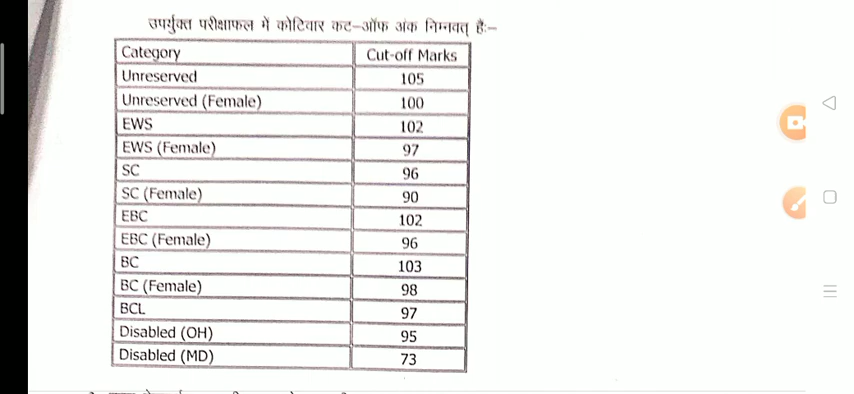 उपर्युक्त परीक्षाफल में कोटिवार कट-ऑफ अंक निम्नवत् है:-
Category Cut-off Marks
Unreserved 105
Unreserved (Female) 100
EWS 102
EWS (Female) 97
SC 96
SC (Female) 90
EBC 102
EBC (Female) 96
BC 103
BC (Female) 98
BCL 97
Disabled (OH) 95
Disabled (MD) 73